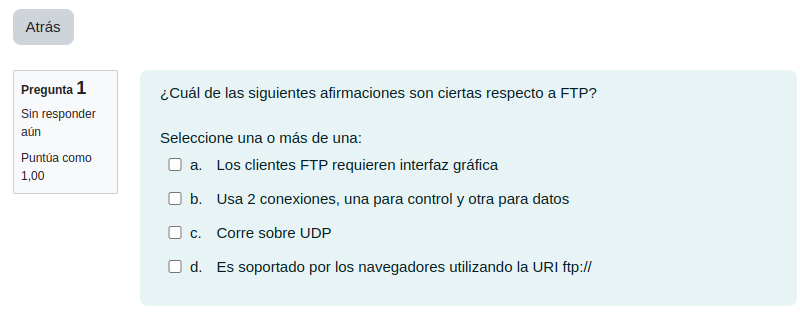 Atrás
Pregunta 1
Sin responder
aún
Puntúa como
1,00
¿Cuál de las siguientes afirmaciones son ciertas respecto a FTP?
Seleccione una o más de una:
a. Los clientes FTP requieren interfaz gráfica
b. Usa 2 conexiones, una para control y otra para datos
c. Corre sobre UDP
d. Es soportado por los navegadores utilizando la URI ftp://